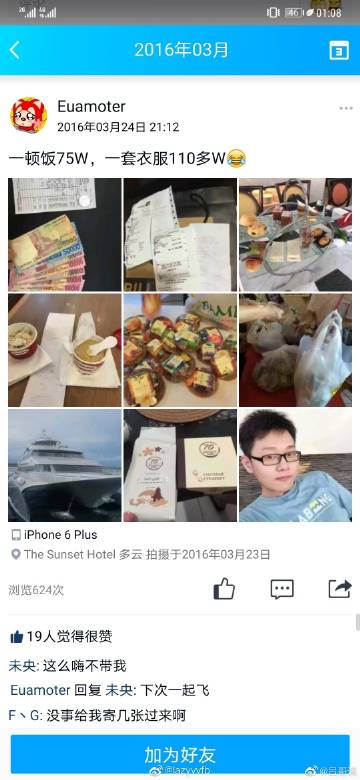 46
01:08
2016年03月
3
Euamoter
2016年03月24日 21:12
一顿饭75W，一套衣服110多W😂
iPhone 6 Plus
The Sunset Hotel 多云 拍摄于2016年03月23日
浏览624次
19人觉得很赞
未央: 这么嗨不带我
Euamoter 回复 未央: 下次一起飞
F丶G: 没事给我寄几张过来啊
加为好友
@lazyvvfb